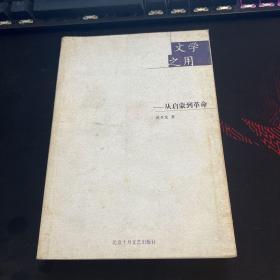 文学
之用
——从启蒙到革命
著
北京十月文艺出版社